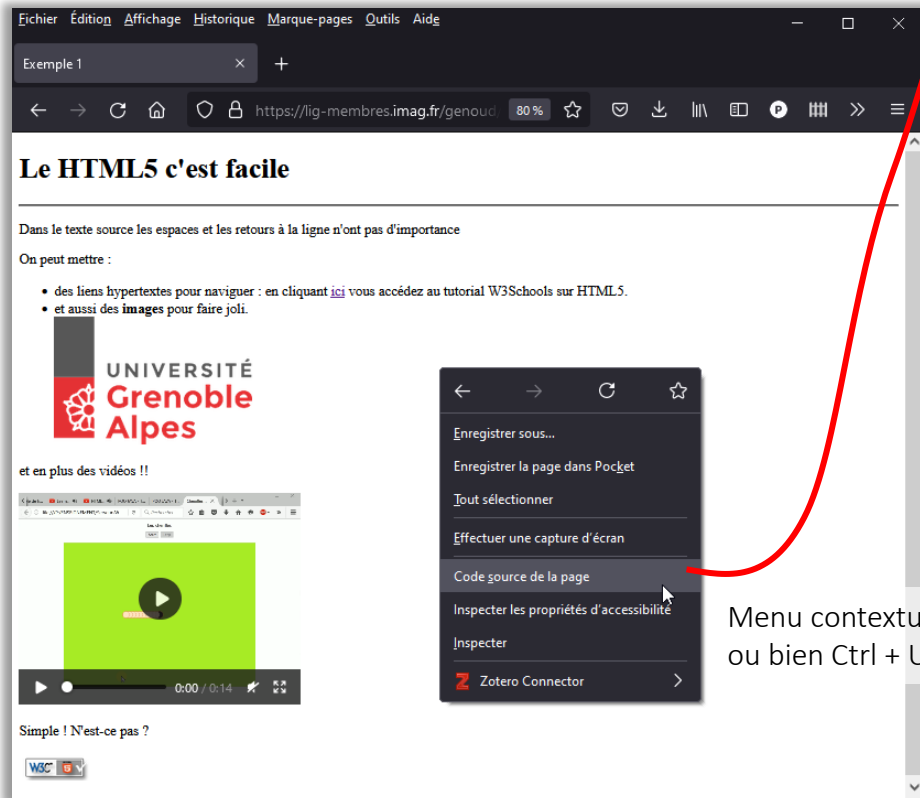 Fichier Édition Affichage Historique Marque-pages Outils Aide
Exemple 1
https://lig-membres.imag.fr/genoud/ 80 %
Le HTML5 c'est facile
Dans le texte source les espaces et les retours à la ligne n'ont pas d'importance
On peut mettre :
des liens hypertextes pour naviguer : en cliquant ici vous accédez au tutorial W3Schools sur HTML5.
et aussi des images pour faire joli.
UNIVERSITÉ
Grenoble
Alpes
et en plus des vidéos !!
0:00 / 0:14
Simple ! N'est-ce pas ?
W3C
Enregistrer sous...
Enregistrer la page dans Pocket
Tout sélectionner
Effectuer une capture d'écran
Code source de la page
Inspecter les propriétés d'accessibilité
Inspecter
Zotero Connector
Menu contextu
ou bien Ctrl + U